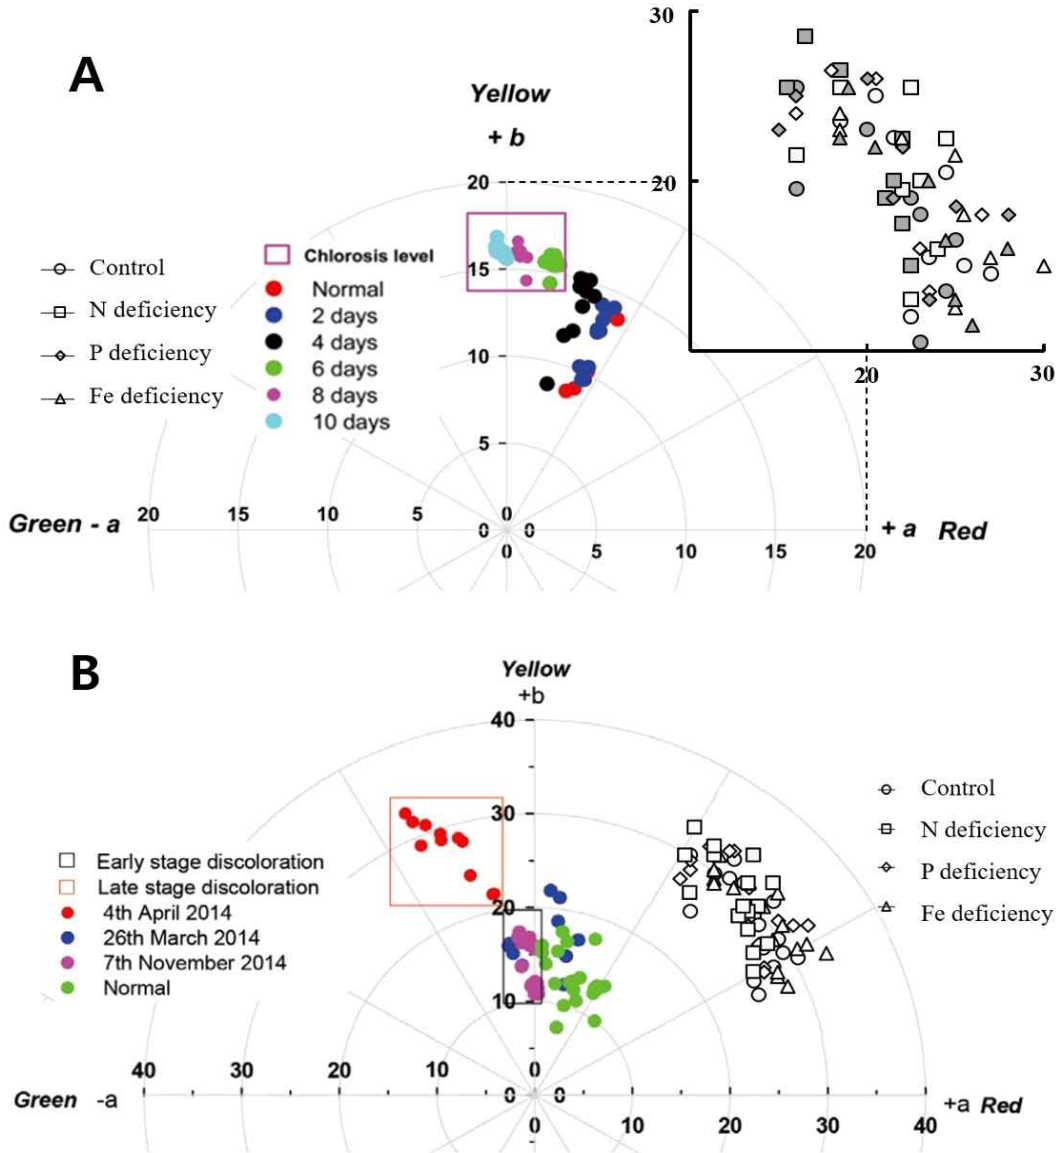 A
Yellow
+ b
30
20
20
20
30
Control
N deficiency
P deficiency
Fe deficiency
Chlorosis level
Normal
2 days
4 days
6 days
8 days
10 days
15
10
5
Green - a
20
15
10
5
0
0
0
0
5
10
15
20
+ a Red
B
Yellow
+b
40
30
20
10
Early stage discoloration
Late stage discoloration
4th April 2014
26th March 2014
7th November 2014
Normal
Control
N deficiency
P deficiency
Fe deficiency
40
30
20
10
0
Green -a
0
0
0
10
20
30
40
+a Red